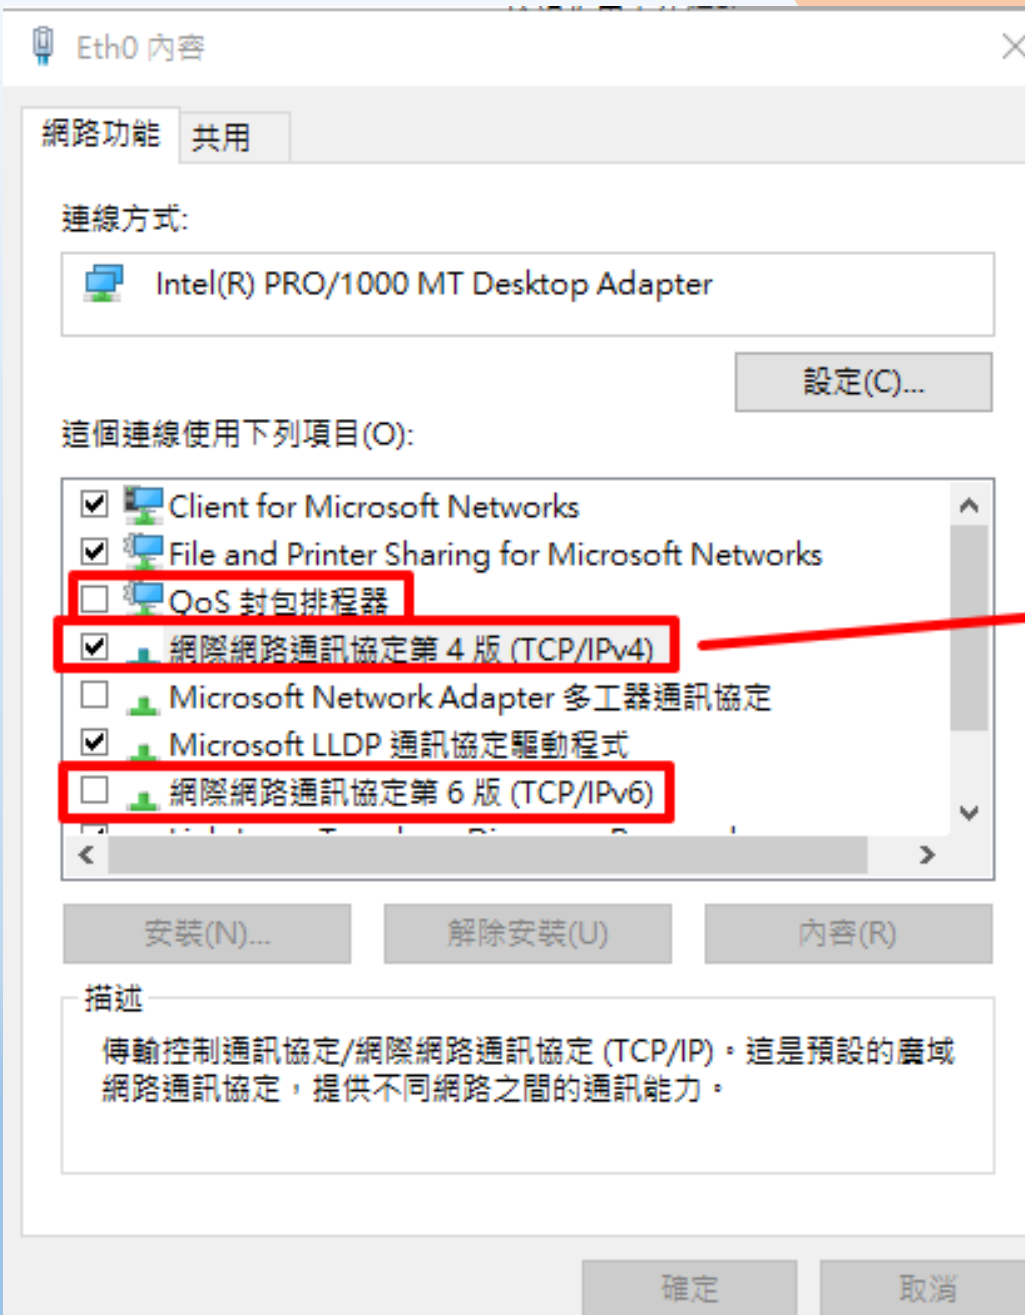 Eth0 內容
網路功能 共用
連線方式:
Intel(R) PRO/1000 MT Desktop Adapter
設定(C)...
這個連線使用下列項目(O):
Client for Microsoft Networks
File and Printer Sharing for Microsoft Networks
QoS 封包排程器
網際網路通訊協定第 4 版 (TCP/IPv4)
Microsoft Network Adapter 多工器通訊協定
Microsoft LLDP 通訊協定驅動程式
網際網路通訊協定第 6 版 (TCP/IPv6)
安裝(N)... 解除安裝(U) 內容(R)
描述
傳輸控制通訊協定/網際網路通訊協定 (TCP/IP)。這是預設的廣域
網路通訊協定，提供不同網路之間的通訊能力。
確定 取消